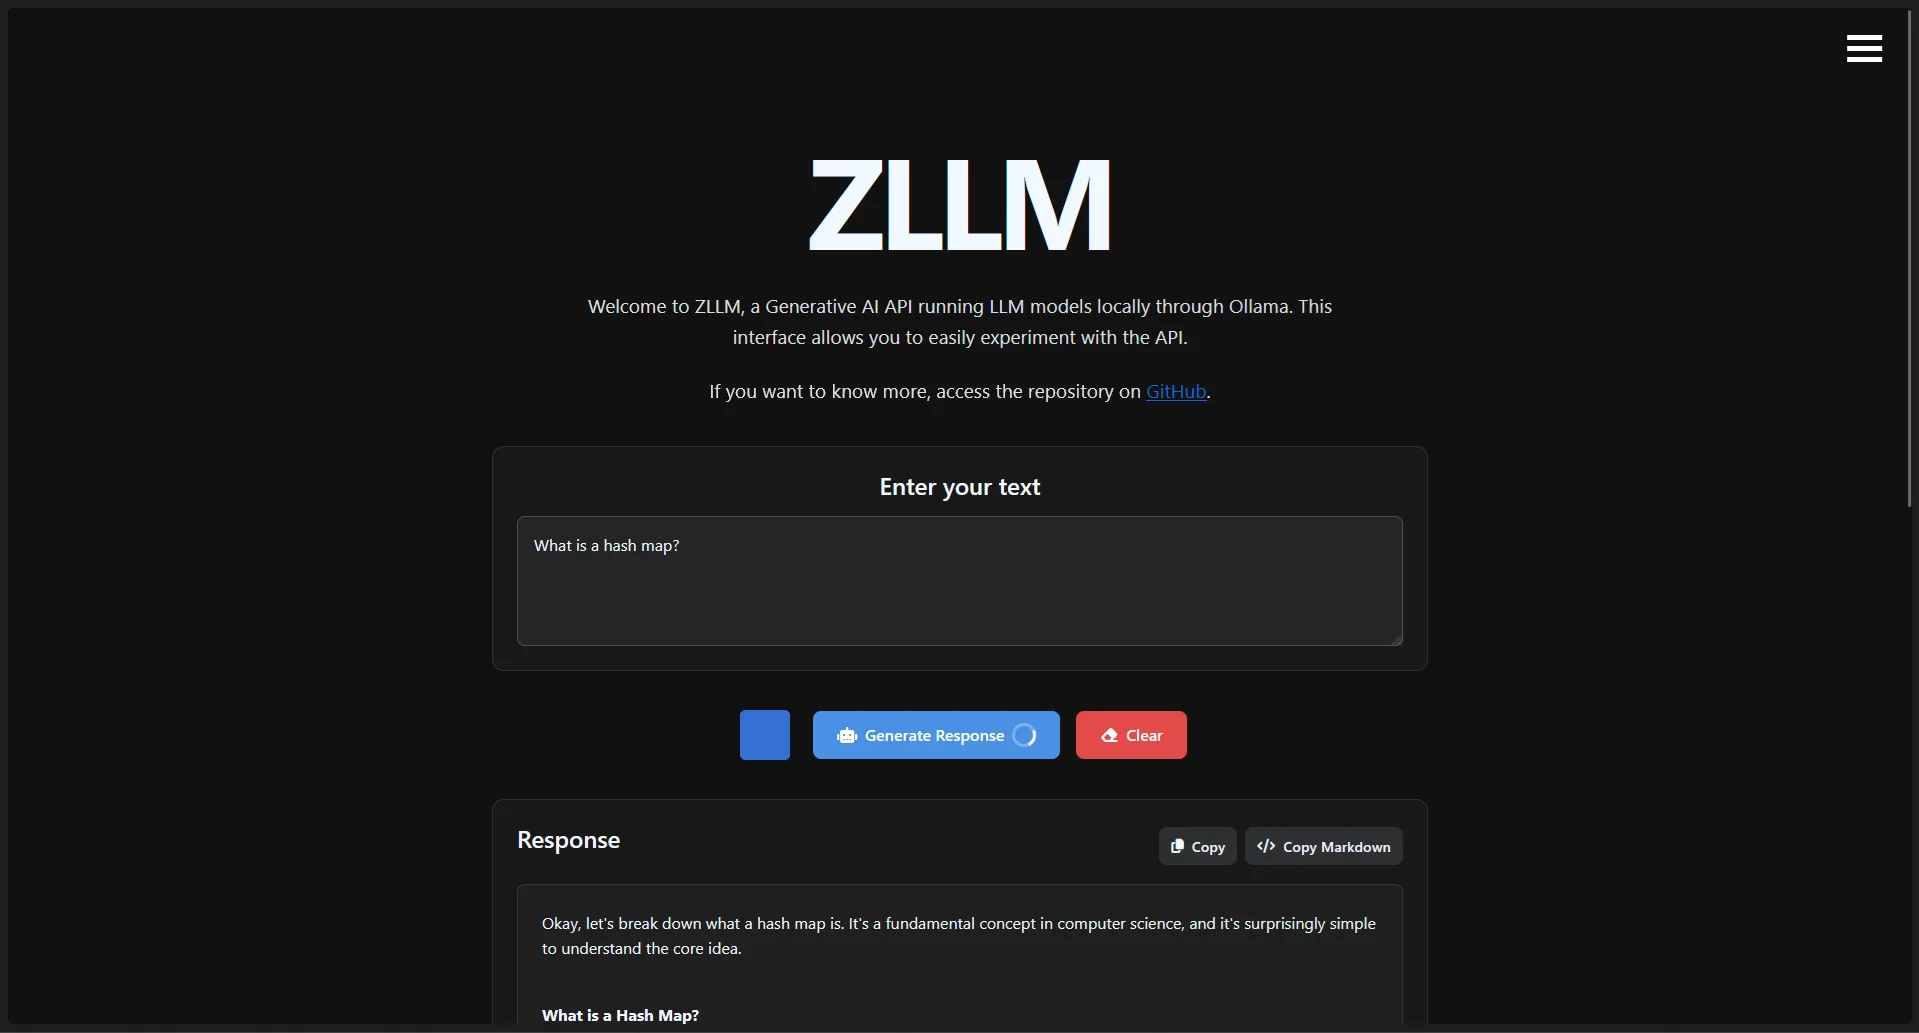 ZLLM
Welcome to ZLLM, a Generative AI API running LLM models locally through Ollama. This
interface allows you to easily experiment with the API.
If you want to know more, access the repository on GitHub.
Enter your text
What is a hash map?
Generate Response
Clear
Response
Copy
</> Copy Markdown
Okay, let's break down what a hash map is. It's a fundamental concept in computer science, and it's surprisingly simple
to understand the core idea.
What is a Hash Map?